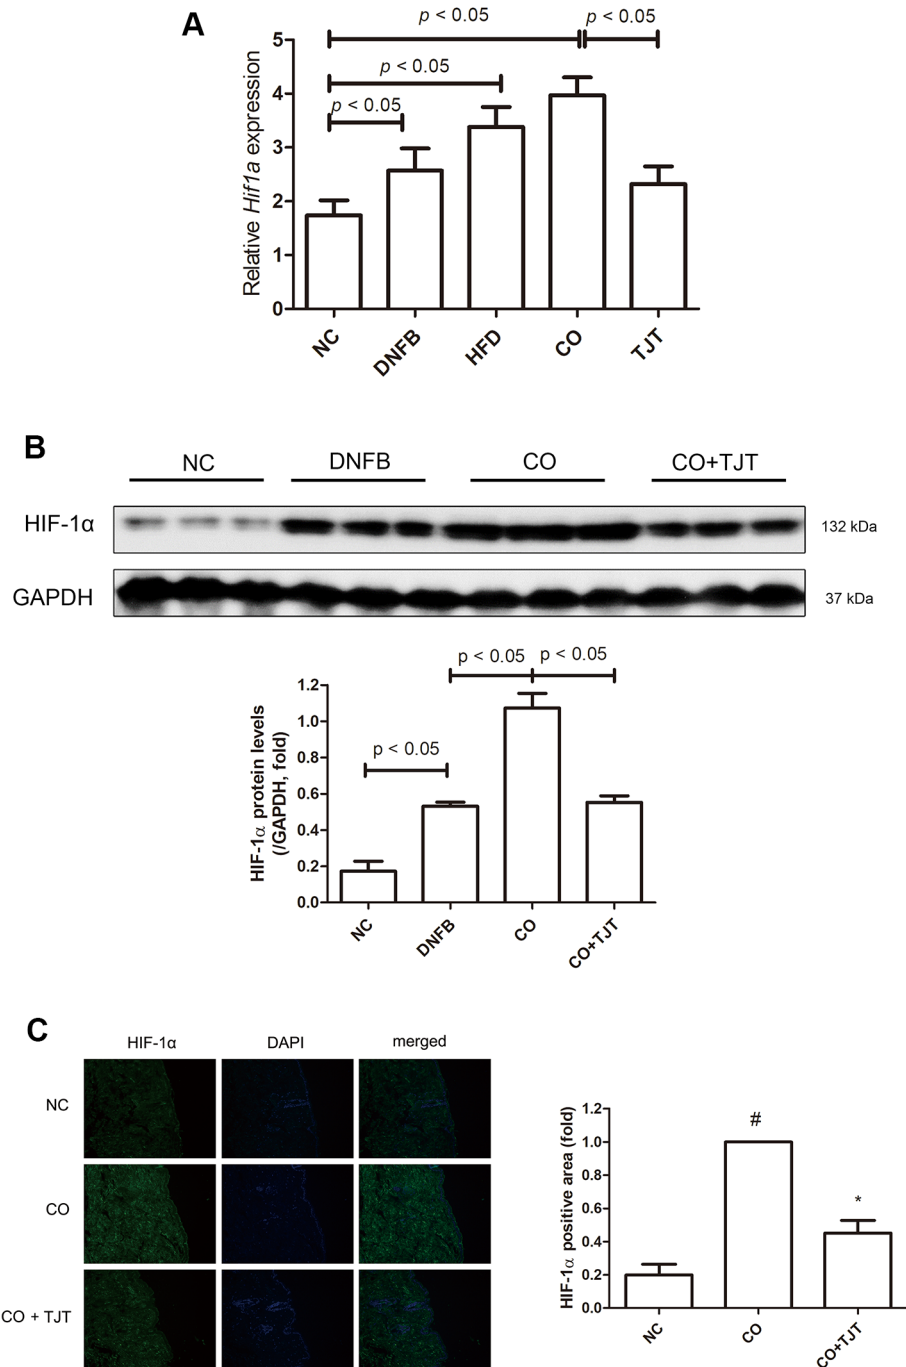 A
p < 0.05 p < 0.05
p < 0.05
p < 0.05
Relative Hif1a expression
5
4
3
2
1
0
NC DNFB HFD CO TJT
B
NC DNFB CO CO+TJT
HIF-1α 132 kDa
GAPDH 37 kDa
p < 0.05 p < 0.05
p < 0.05
HIF-1α protein levels
(/GAPDH, fold)
1.2
1.0
0.8
0.6
0.4
0.2
0.0
NC DNFB CO CO+TJT
C
HIF-1α DAPI merged
NC
CO
CO + TJT
HIF-1α positive area (fold)
1.2
1.0
0.8
0.6
0.4
0.2
0.0
#
*
NC CO CO+TJT